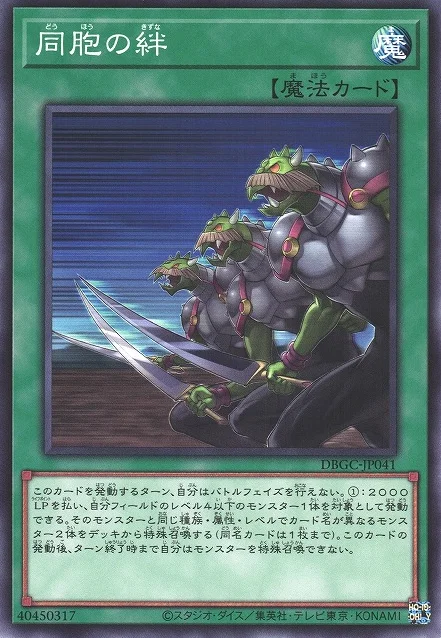 同胞の絆
魔
【魔法カード】
DBGC-JP041
このカードを発動するターン、自分はバトルフェイズを行えない。①：2000
LPを払い、自分フィールドのレベル4以下のモンスター1体を対象として発動
できる。そのモンスターと同じ種族・属性・レベルでカード名が異なるモンス
ター2体をデッキから特殊召喚する(同名カードは1枚まで)。このカードの
発動後、ターン終了時まで自分はモンスターを特殊召喚できない。
40450317
©スタジオ・ダイス/集英社・テレビ東京・KONAMI